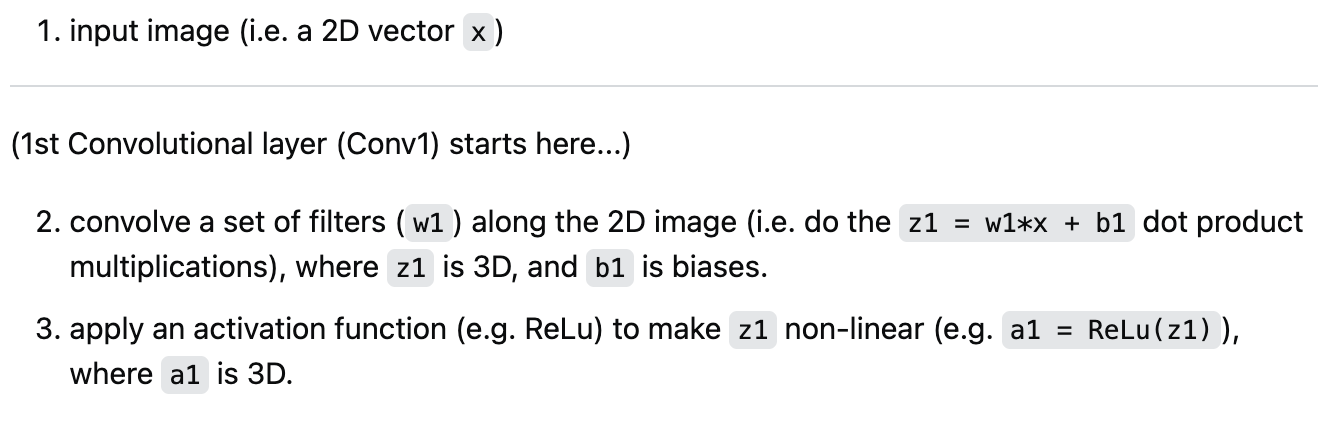 1. input image (i.e. a 2D vector x)
(1st Convolutional layer (Conv1) starts here...)
2. convolve a set of filters (w1) along the 2D image (i.e. do the z1 = w1*x + b1 dot product
multiplications), where z1 is 3D, and b1 is biases.
3. apply an activation function (e.g. ReLu) to make z1 non-linear (e.g. a1 = ReLu(z1)),
where a1 is 3D.